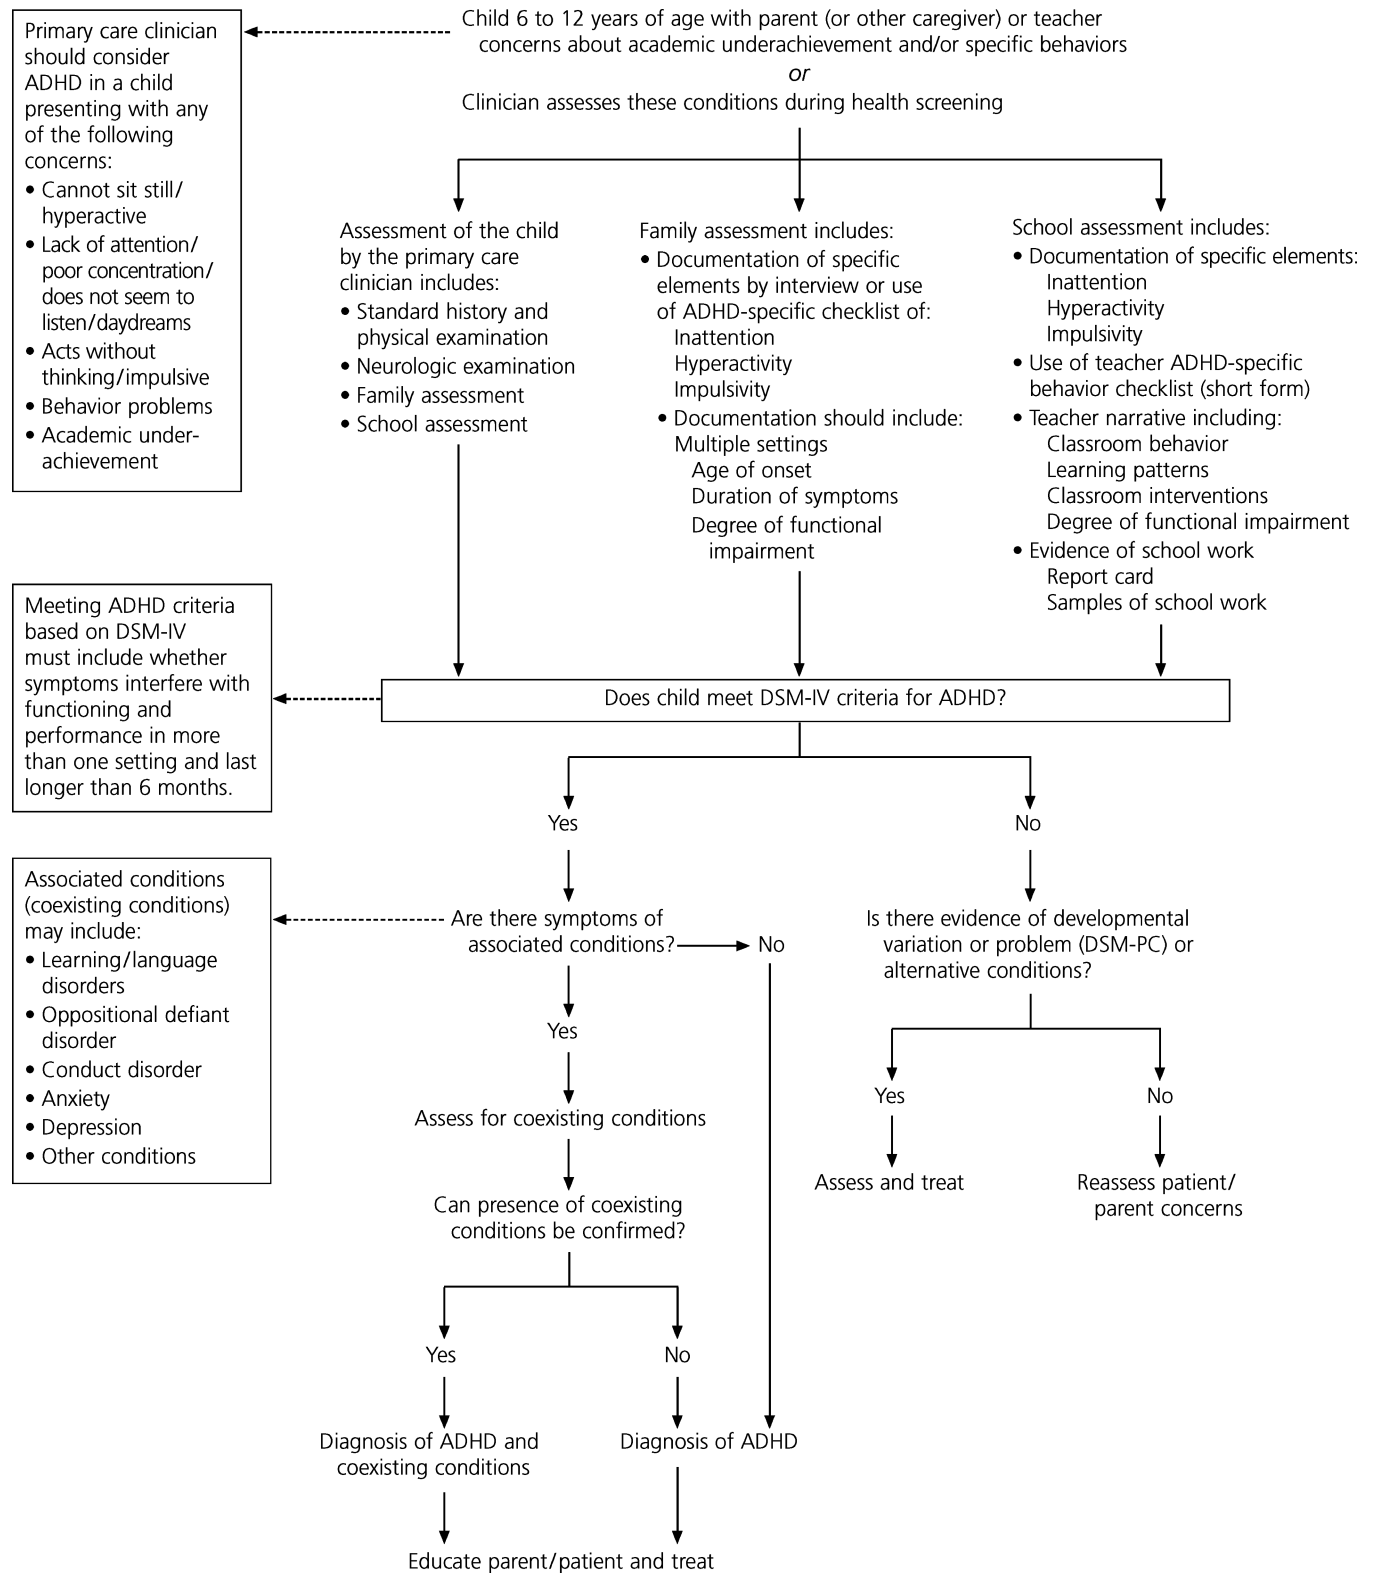 Primary care clinician
should consider
ADHD in a child
presenting with any
of the following
concerns:
• Cannot sit still/
hyperactive
• Lack of attention/
poor concentration/
does not seem to
listen/daydreams
• Acts without
thinking/impulsive
• Behavior problems
• Academic under-
achievement
Child 6 to 12 years of age with parent (or other caregiver) or teacher
concerns about academic underachievement and/or specific behaviors
or
Clinician assesses these conditions during health screening
Assessment of the child
by the primary care
clinician includes:
• Standard history and
physical examination
• Neurologic examination
• Family assessment
• School assessment
Family assessment includes:
• Documentation of specific
elements by interview or use
of ADHD-specific checklist of:
Inattention
Hyperactivity
Impulsivity
• Documentation should include:
Multiple settings
Age of onset
Duration of symptoms
Degree of functional
impairment
School assessment includes:
• Documentation of specific elements:
Inattention
Hyperactivity
Impulsivity
• Use of teacher ADHD-specific
behavior checklist (short form)
• Teacher narrative including:
Classroom behavior
Learning patterns
Classroom interventions
Degree of functional impairment
• Evidence of school work
Report card
Samples of school work
Meeting ADHD criteria
based on DSM-IV
must include whether
symptoms interfere with
functioning and
performance in more
than one setting and last
longer than 6 months.
Does child meet DSM-IV criteria for ADHD?
Yes
No
Associated conditions
(coexisting conditions)
may include:
• Learning/language
disorders
• Oppositional defiant
disorder
• Conduct disorder
• Anxiety
• Depression
• Other conditions
Are there symptoms of
associated conditions?
No
Is there evidence of developmental
variation or problem (DSM-PC) or
alternative conditions?
Yes
Yes
No
Assess for coexisting conditions
Assess and treat
Reassess patient/
parent concerns
Can presence of coexisting
conditions be confirmed?
Yes
No
Diagnosis of ADHD and
coexisting conditions
Diagnosis of ADHD
Educate parent/patient and treat